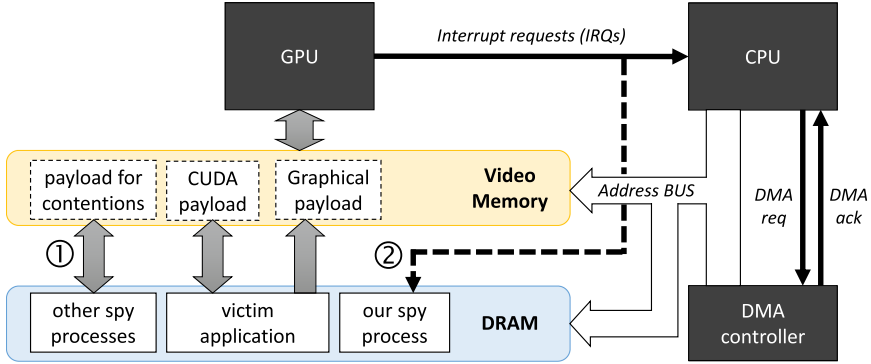 GPU
Interrupt requests (IRQs)
CPU
payload for
contentions
CUDA
payload
Graphical
payload
Video
Memory
Address BUS
DMA
req
DMA
ack
①
②
other spy
processes
victim
application
our spy
process
DRAM
DMA
controller